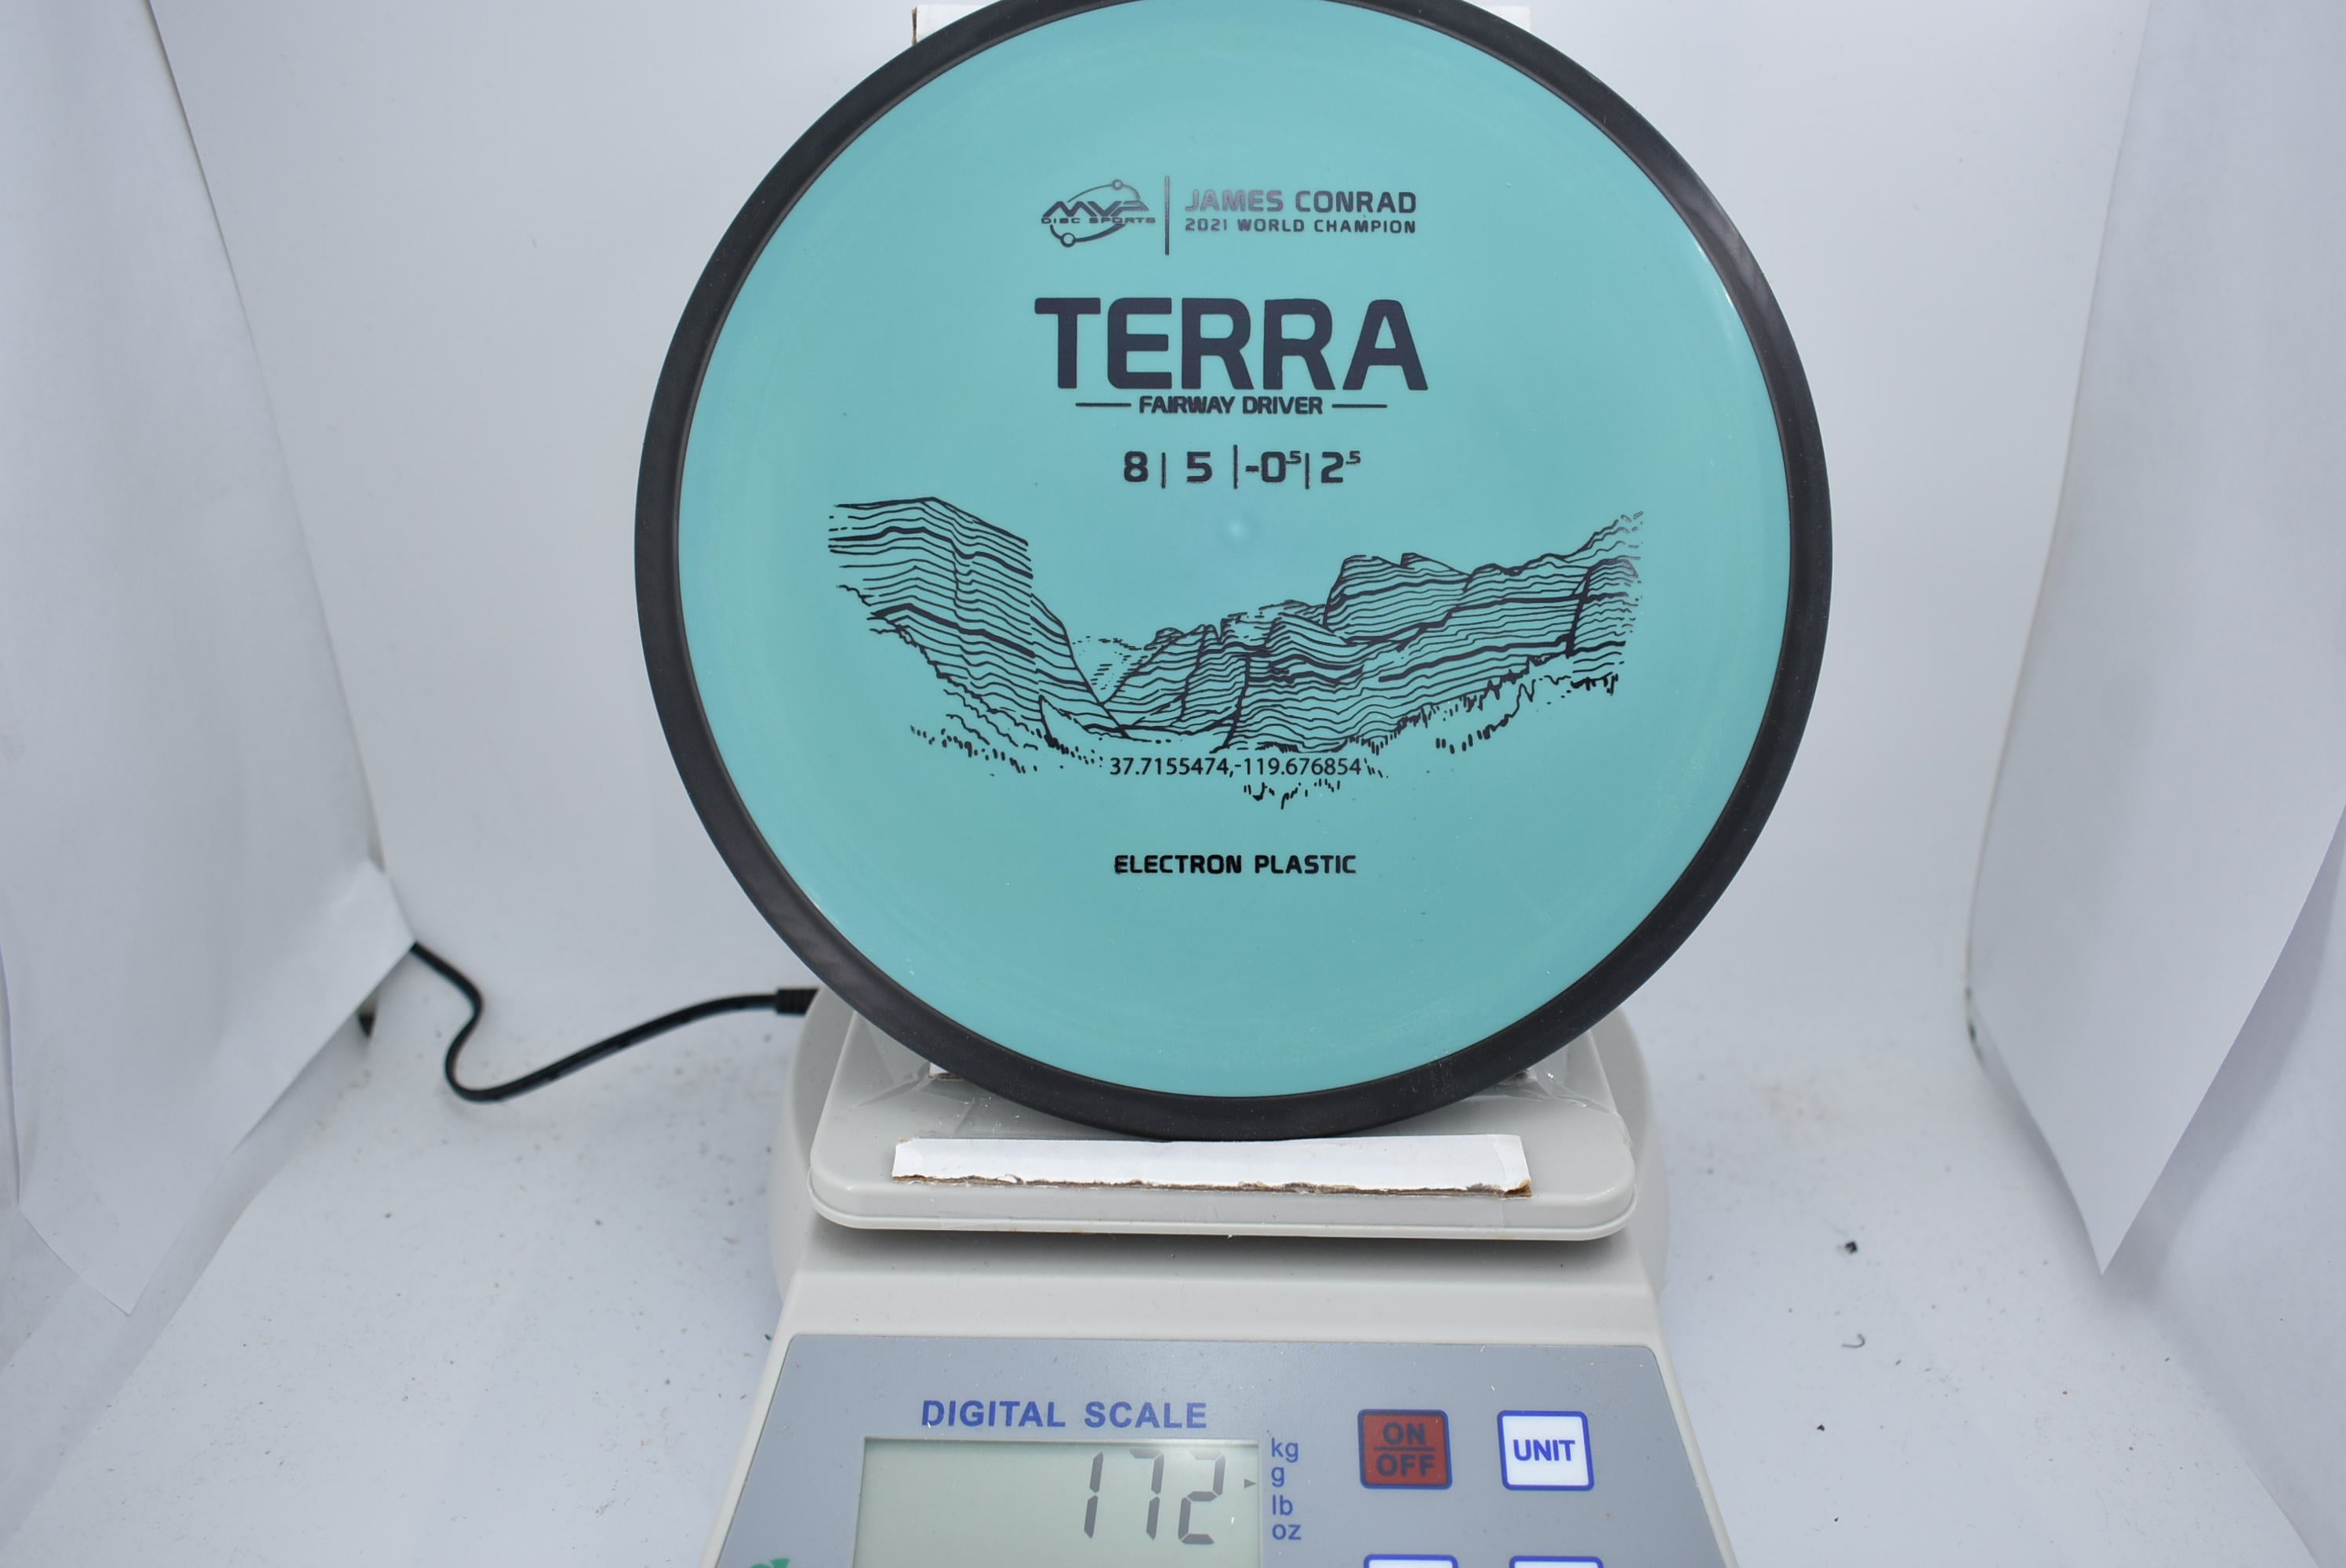 MVP
DISC SPORTS
JAMES CONRAD
2021 WORLD CHAMPION
TERRA
FAIRWAY DRIVER
8 | 5 | -0.5 | 2.5
37.7155474,-119.676854
ELECTRON PLASTIC
DIGITAL SCALE
172
kg
g
lb
oz
ON
OFF
UNIT